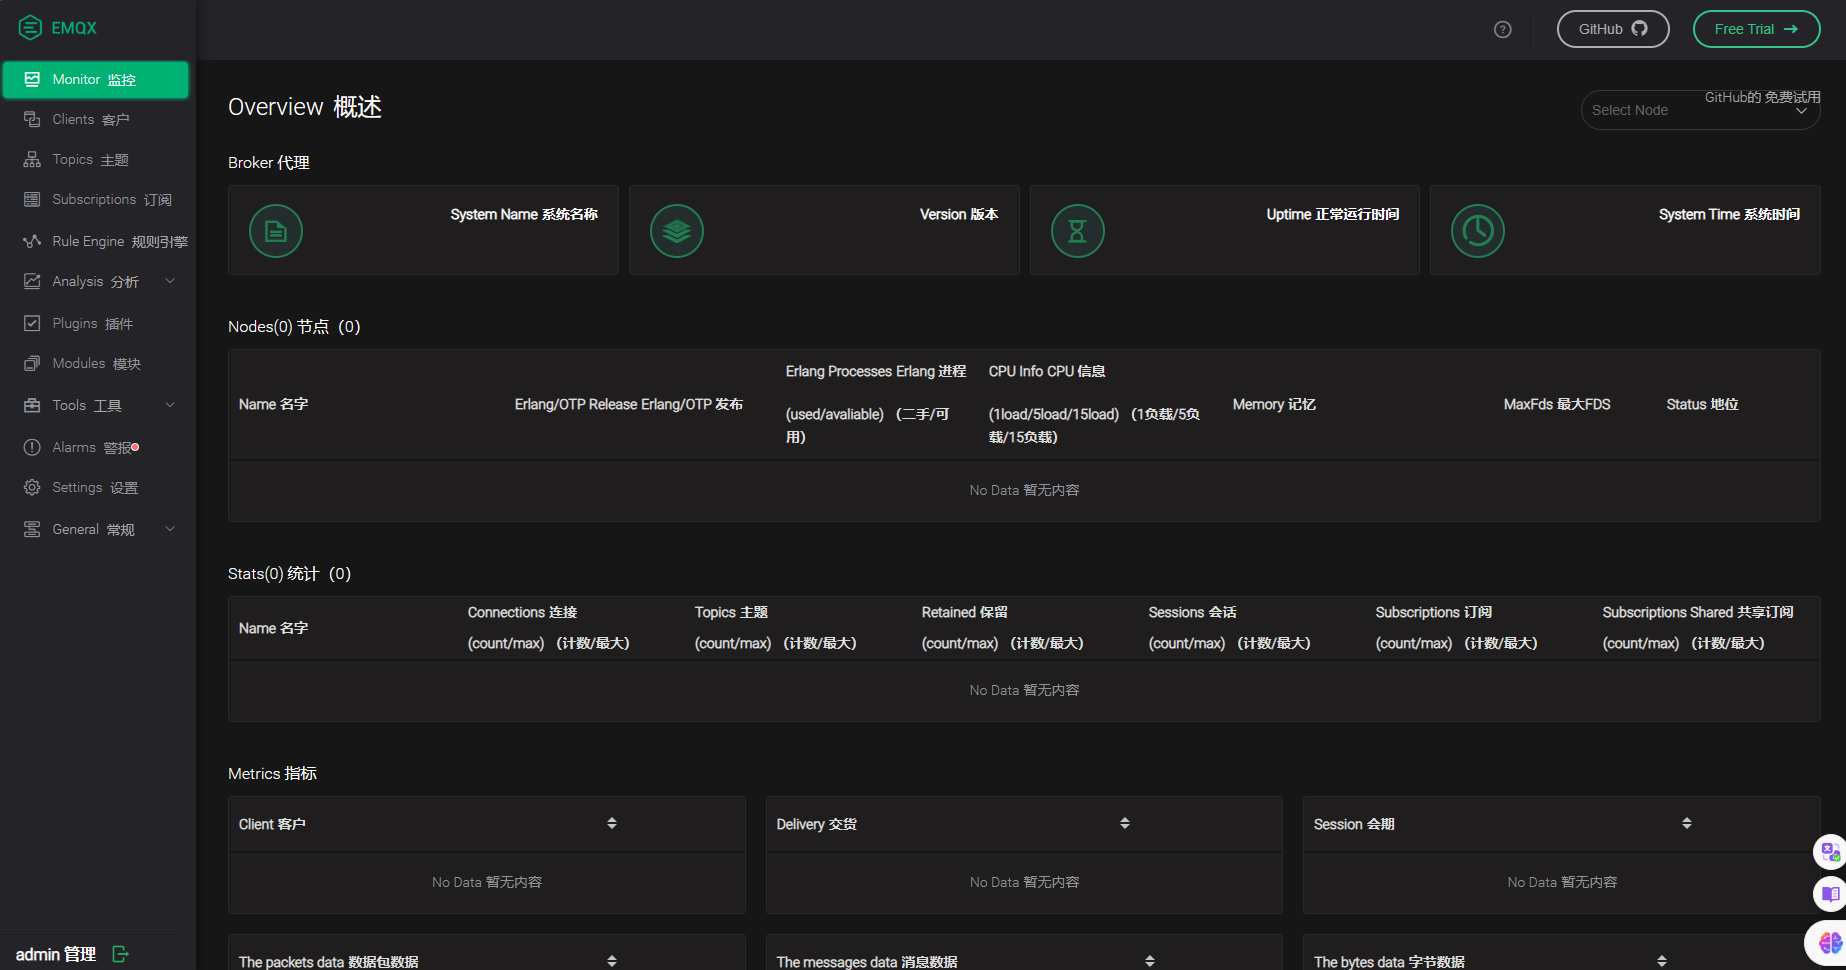 EMQX
GitHub
Free Trial
Monitor 监控
Clients 客户
Topics 主题
Subscriptions 订阅
Rule Engine 规则引擎
Analysis 分析
Plugins 插件
Modules 模块
Tools 工具
Alarms 警报
Settings 设置
General 常规
admin 管理
Overview 概述
Select Node
GitHub的 免费试用
Broker 代理
System Name 系统名称
Version 版本
Uptime 正常运行时间
System Time 系统时间
Nodes(0) 节点（0）
Name 名字
Erlang/OTP Release Erlang/OTP 发布
Erlang Processes Erlang 进程
(used/avaliable) （二手/可
用）
CPU Info CPU 信息
(1load/5load/15load) （1负载/5负
载/15负载）
Memory 记忆
MaxFds 最大FDS
Status 地位
No Data 暂无内容
Stats(0) 统计（0）
Name 名字
Connections 连接
(count/max) （计数/最大）
Topics 主题
(count/max) （计数/最大）
Retained 保留
(count/max) （计数/最大）
Sessions 会话
(count/max) （计数/最大）
Subscriptions 订阅
(count/max) （计数/最大）
Subscriptions Shared 共享订阅
(count/max) （计数/最大）
No Data 暂无内容
Metrics 指标
Client 客户
No Data 暂无内容
Delivery 交货
No Data 暂无内容
Session 会期
No Data 暂无内容
The packets data 数据包数据
The messages data 消息数据
The bytes data 字节数据